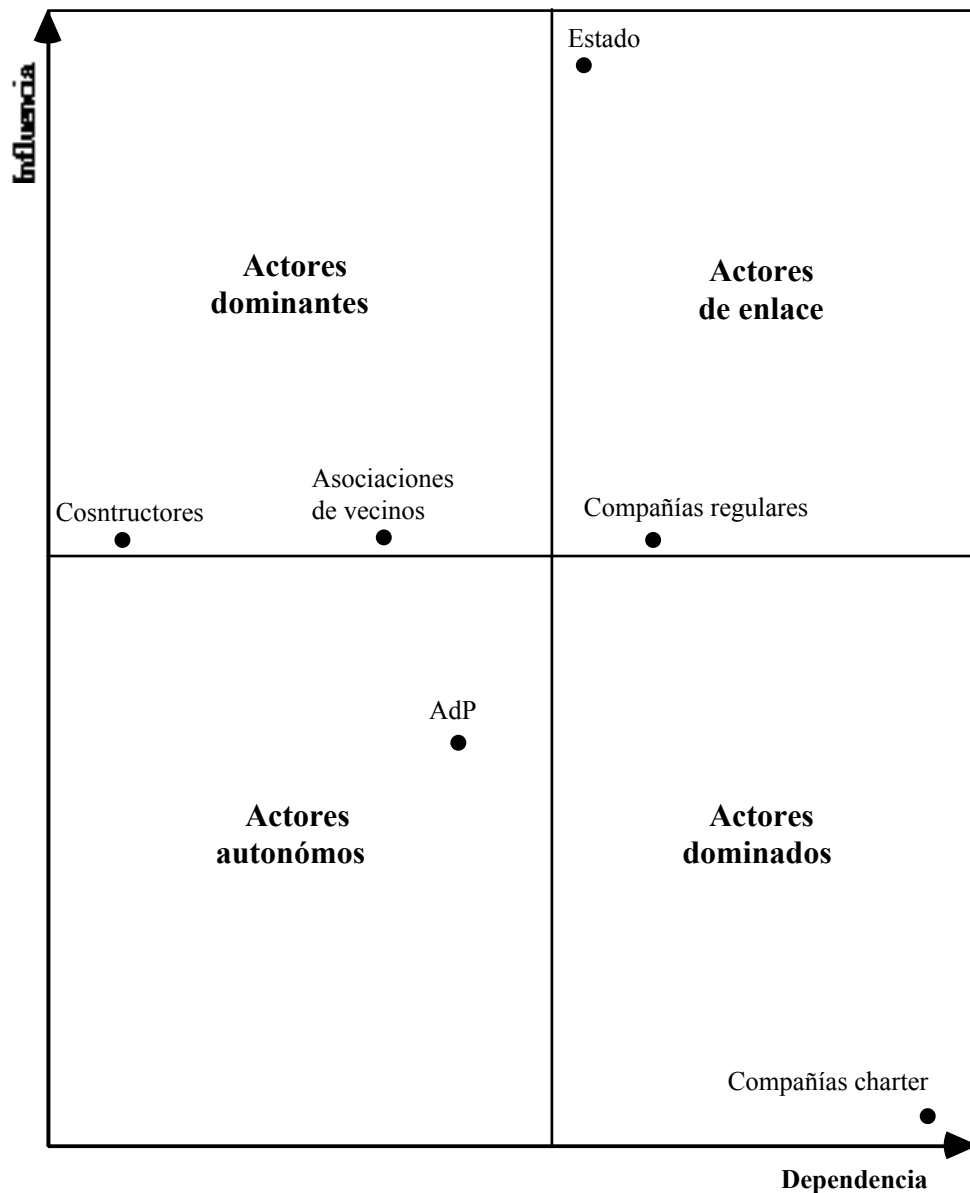 Influencia
Estado
Actores
dominantes
Actores
de enlace
Asociaciones
de vecinos
Cosntructores
Compañías regulares
AdP
Actores
autonómos
Actores
dominados
Compañías charter
Dependencia